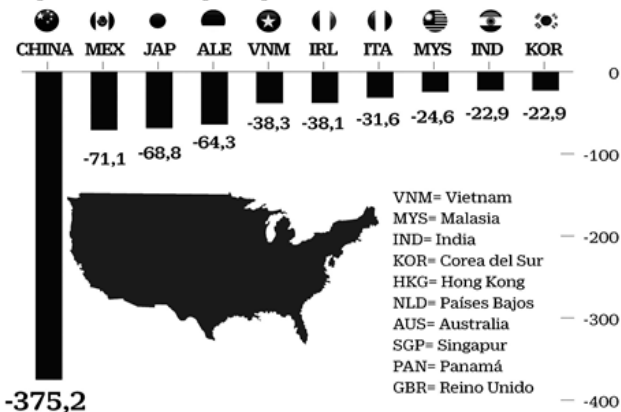 CHINA MEX JAP ALE VNM IRL ITA MYS IND KOR
0
-38,3 -38,1 -31,6 -24,6 -22,9 -22,9
-71,1 -68,8 -64,3
-100
VNM= Vietnam
MYS= Malasia
-200
IND= India
KOR= Corea del Sur
HKG= Hong Kong
NLD= Países Bajos
-300
AUS= Australia
SGP= Singapur
PAN= Panamá
GBR= Reino Unido
-375,2
-400